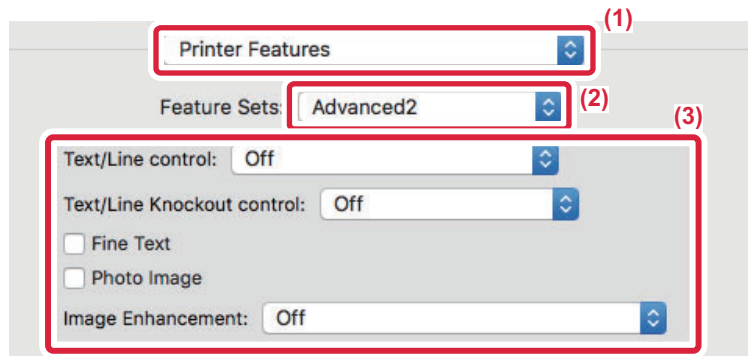 (1)
Printer Features
Feature Sets: Advanced2 (2)
(3)
Text/Line control: Off
Text/Line Knockout control: Off
Fine Text
Photo Image
Image Enhancement: Off